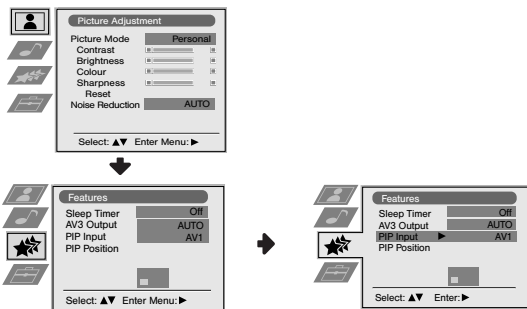 Picture Adjustment
Picture Mode Personal
Contrast
Brightness
Colour
Sharpness
Reset
Noise Reduction AUTO
Select: ▲▼ Enter Menu: ▶
Features
Sleep Timer Off
AV3 Output AUTO
PIP Input AV1
PIP Position
Select: ▲▼ Enter Menu: ▶
Features
Sleep Timer Off
AV3 Output AUTO
PIP Input ▶ AV1
PIP Position
Select: ▲▼ Enter: ▶